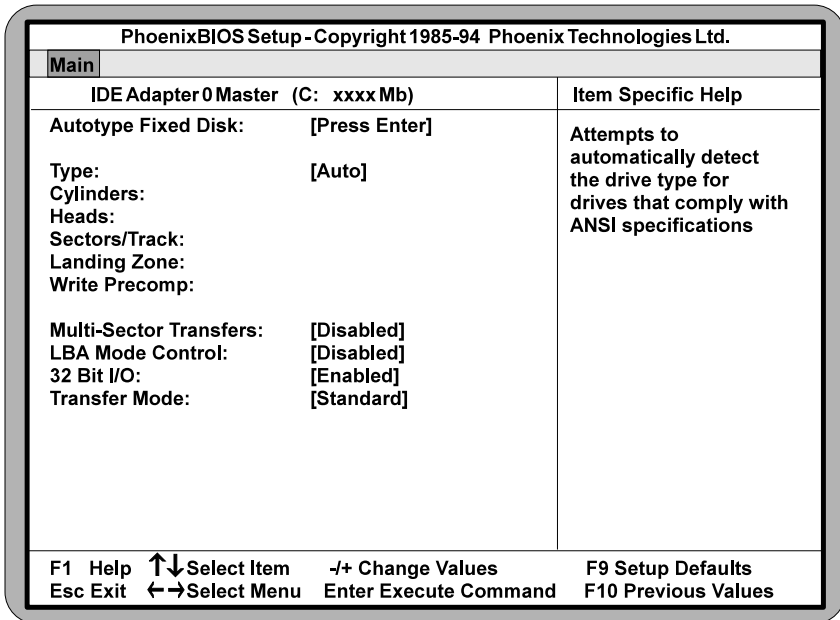 PhoenixBIOS Setup - Copyright 1985-94 Phoenix Technologies Ltd.
Main
IDE Adapter 0 Master (C: xxxx Mb)
Item Specific Help
Autotype Fixed Disk: [Press Enter]
Type: [Auto]
Cylinders:
Heads:
Sectors/Track:
Landing Zone:
Write Precomp:
Multi-Sector Transfers: [Disabled]
LBA Mode Control: [Disabled]
32 Bit I/O: [Enabled]
Transfer Mode: [Standard]
Attempts to
automatically detect
the drive type for
drives that comply with
ANSI specifications
F1 Help ↑↓ Select Item -/+ Change Values F9 Setup Defaults
Esc Exit ←→ Select Menu Enter Execute Command F10 Previous Values